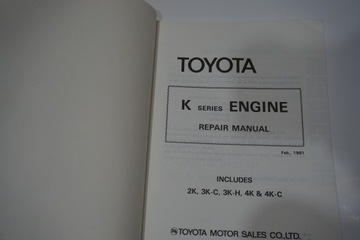 TOYOTA
K SERIES ENGINE
REPAIR MANUAL
Feb., 1981
INCLUDES
2K, 3K-C, 3K-H, 4K & 4K-C
TOYOTA MOTOR SALES CO.,LTD.